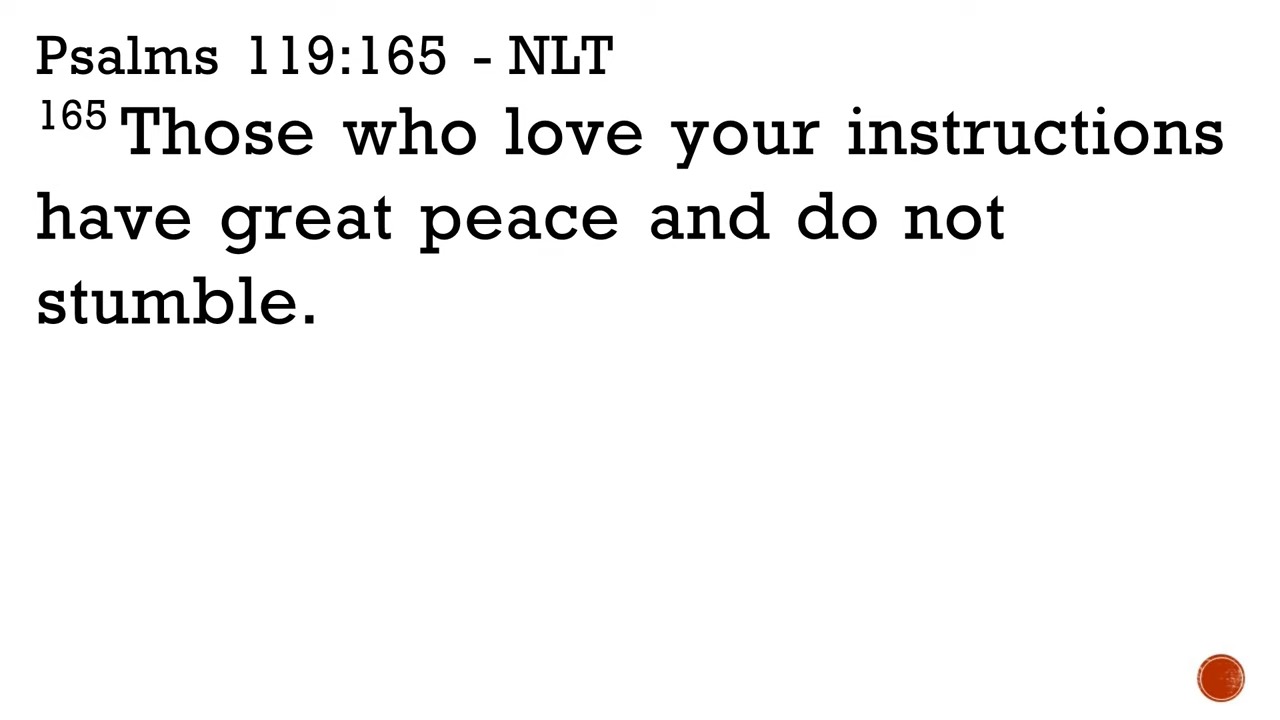 Psalms 119:165 - NLT
165 Those who love your instructions
have great peace and do not
stumble.